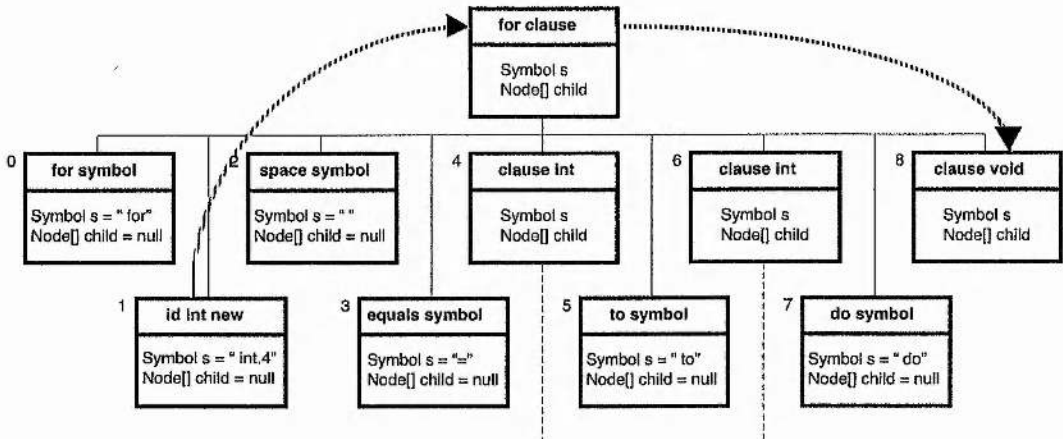 for clause
Symbol s
Node[] child
0
for symbol
Symbol s = " for"
Node[] child = null
2
space symbol
Symbol s = " "
Node[] child = null
4
clause int
Symbol s
Node[] child
6
clause int
Symbol s
Node[] child
8
clause void
Symbol s
Node[] child
1
id int new
Symbol s = " int,4"
Node[] child = null
3
equals symbol
Symbol s = "="
Node[] child = null
5
to symbol
Symbol s = " to"
Node[] child = null
7
do symbol
Symbol s = " do"
Node[] child = null